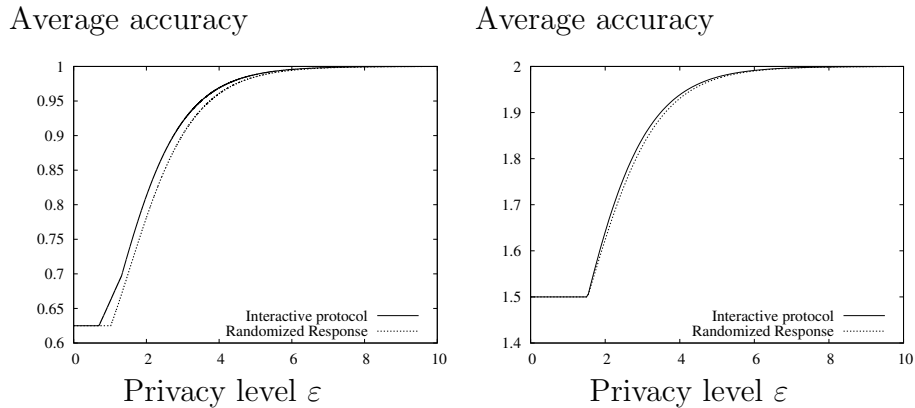 Average accuracy
1
0.95
0.9
0.85
0.8
0.75
0.7
0.65
0.6
0 2 4 6 8 10
Interactive protocol
Randomized Response
Privacy level ε
Average accuracy
2
1.9
1.8
1.7
1.6
1.5
1.4
0 2 4 6 8 10
Interactive protocol
Randomized Response
Privacy level ε